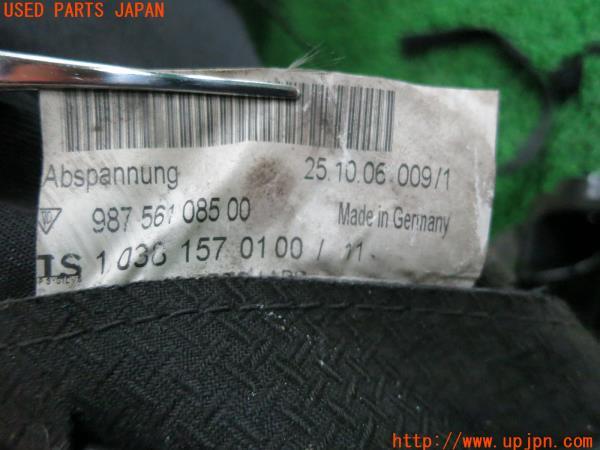 USED PARTS JAPAN
Abspannung 25.10.06 009/1
987 561 085 00 Made in Germany
TS 1 036 157 01 00 / 11
http://www.upjpn.com/